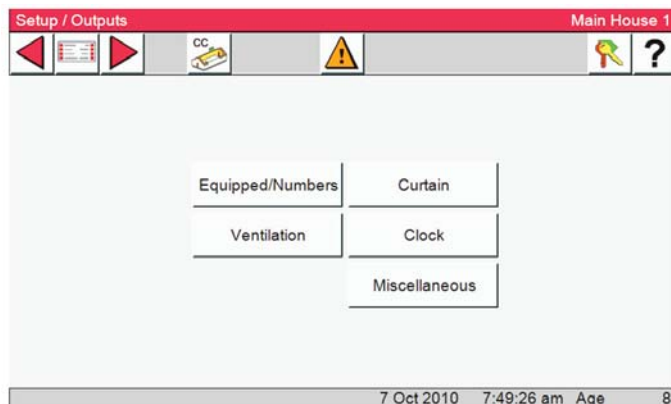 Setup / Outputs Main House 1
CC
?
Equipped/Numbers Curtain
Ventilation Clock
Miscellaneous
7 Oct 2010 7:49:26 am Age 8